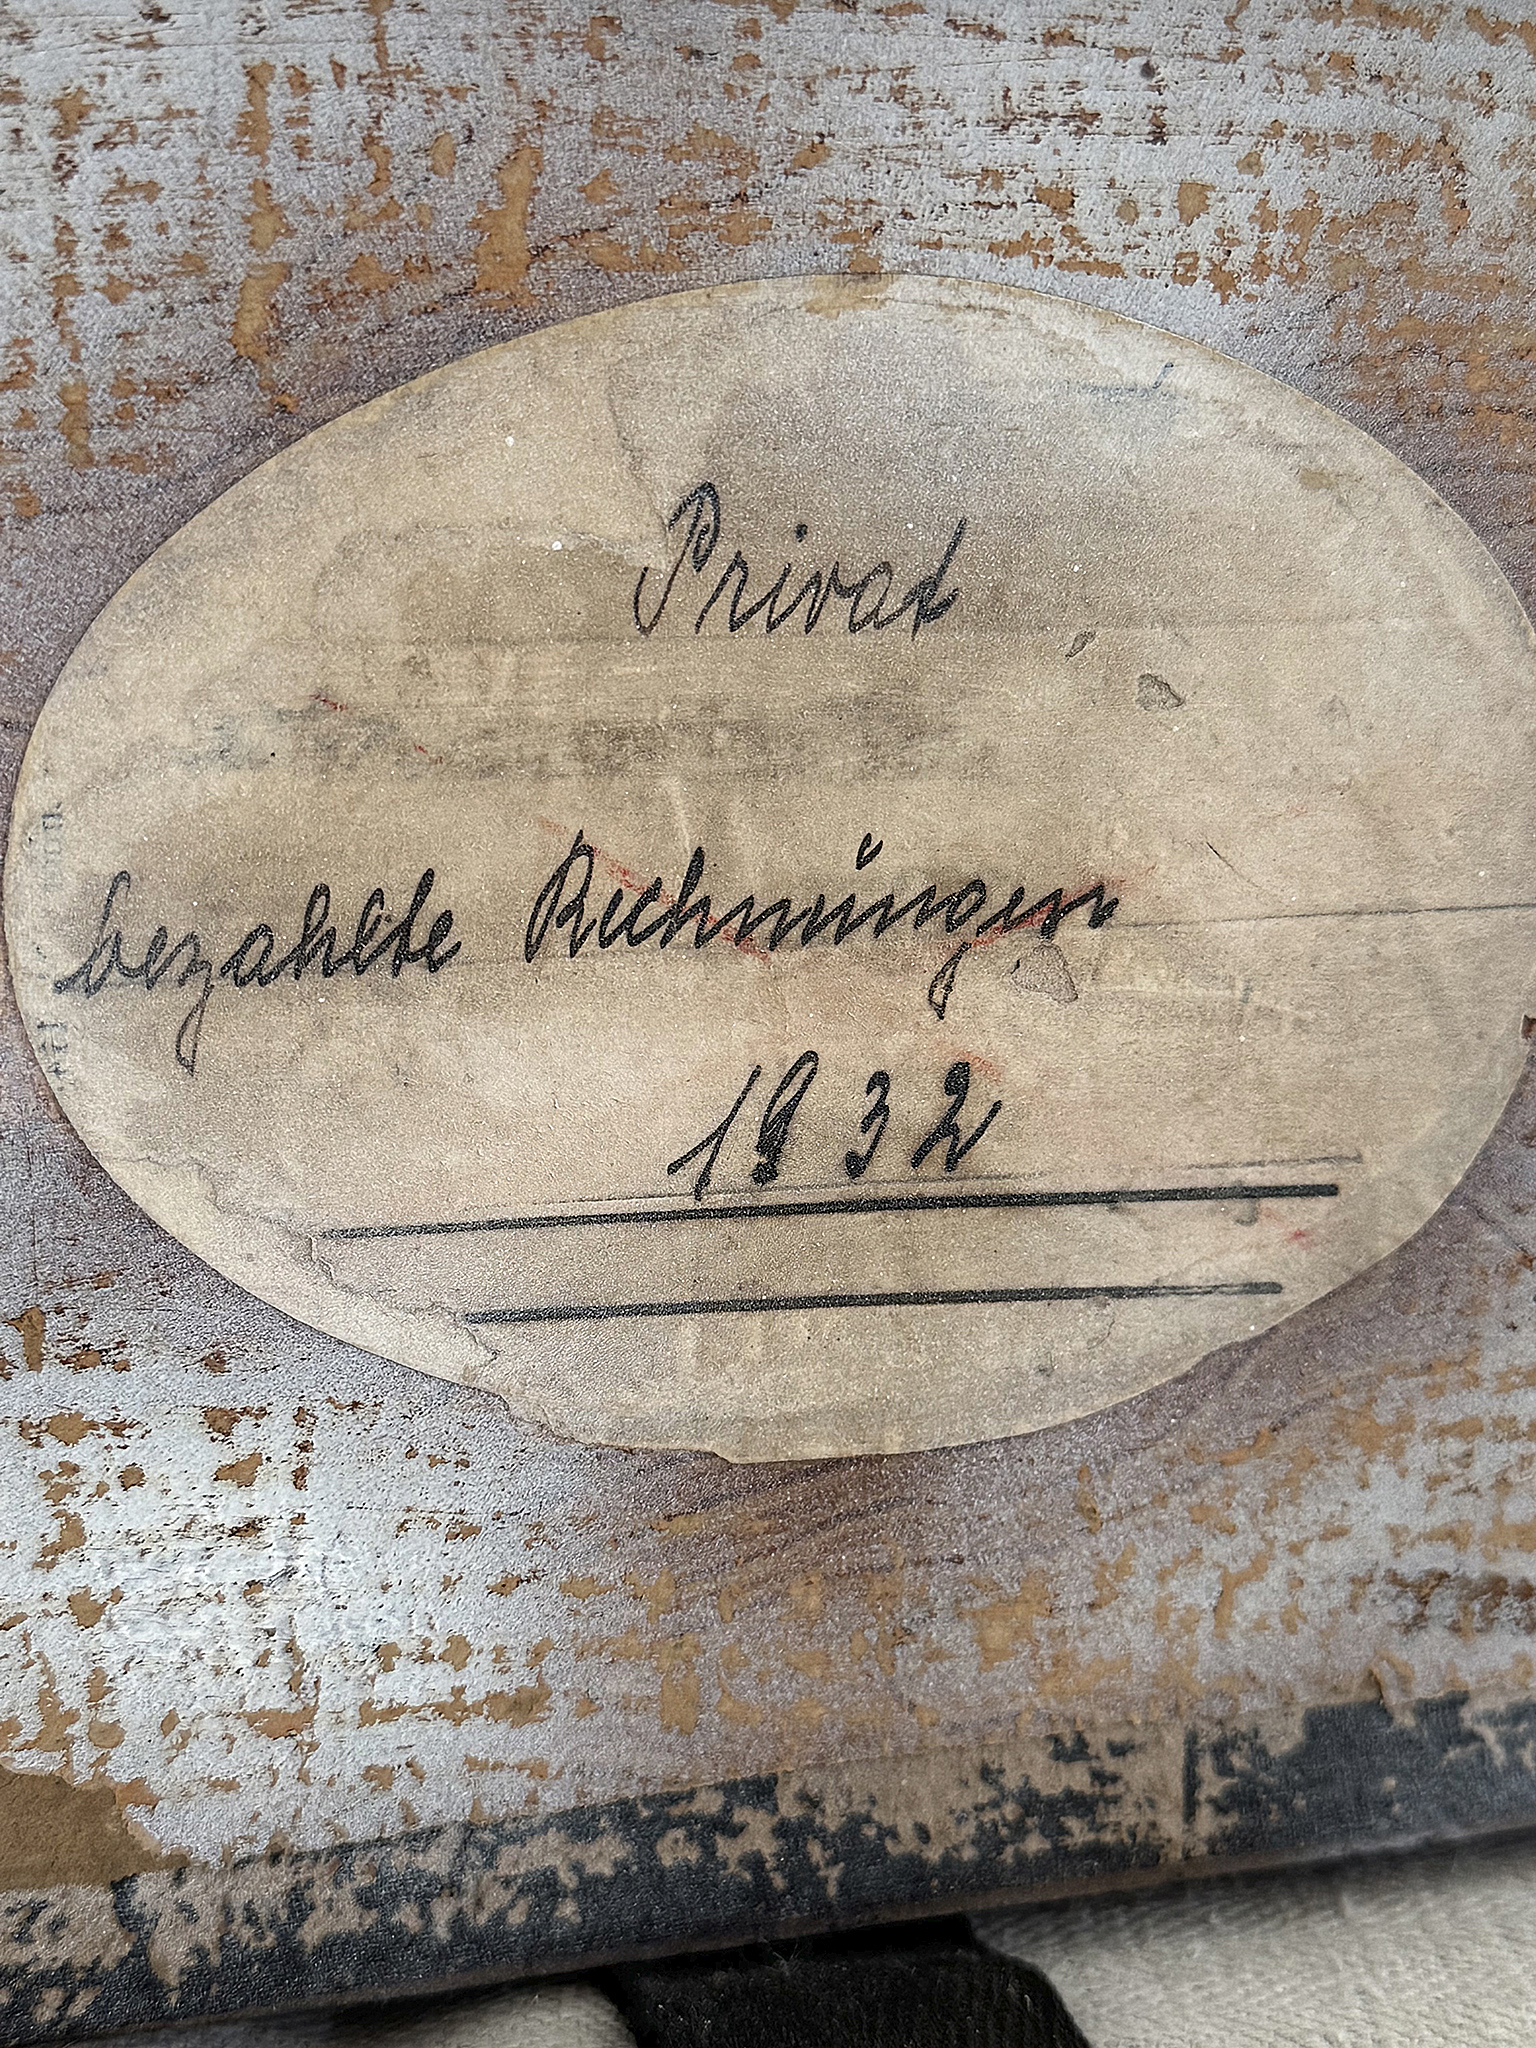 Privat
bezahlte Rechnungen
1932